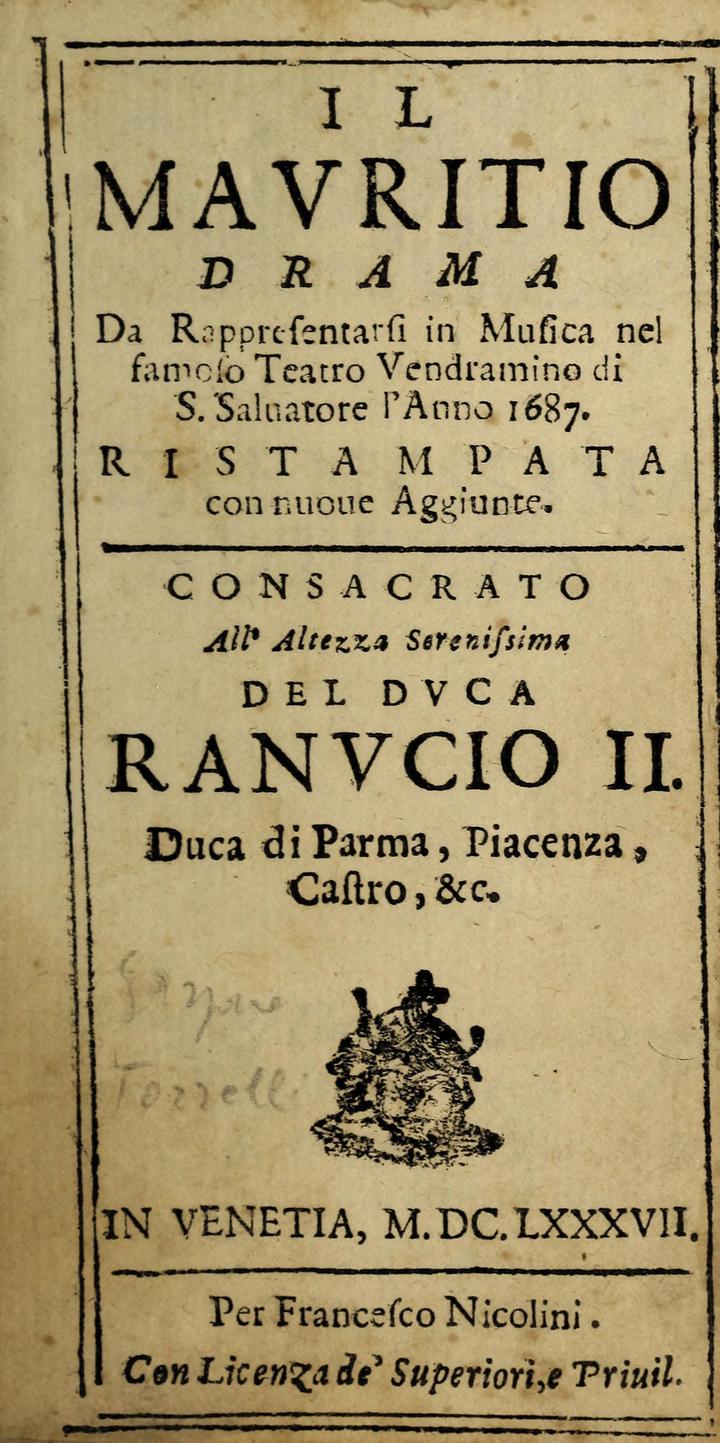 IL
MAVRITIO
DRAMA
Da Rappresentarsi in Musica nel
famoso Teatro Vendramino di
S. Saluatore l'Anno 1687.
RISTAMPATA
con nuoue Aggiunte.
CONSACRATO
All' Altezza Serenissima
DEL DVCA
RANVCIO II.
Duca di Parma, Piacenza,
Castro, &c.
Torrelli
IN VENETIA, M.DC.LXXXVII.
Per Francesco Nicolini.
Con Licenza de' Superiori, e Priuil.